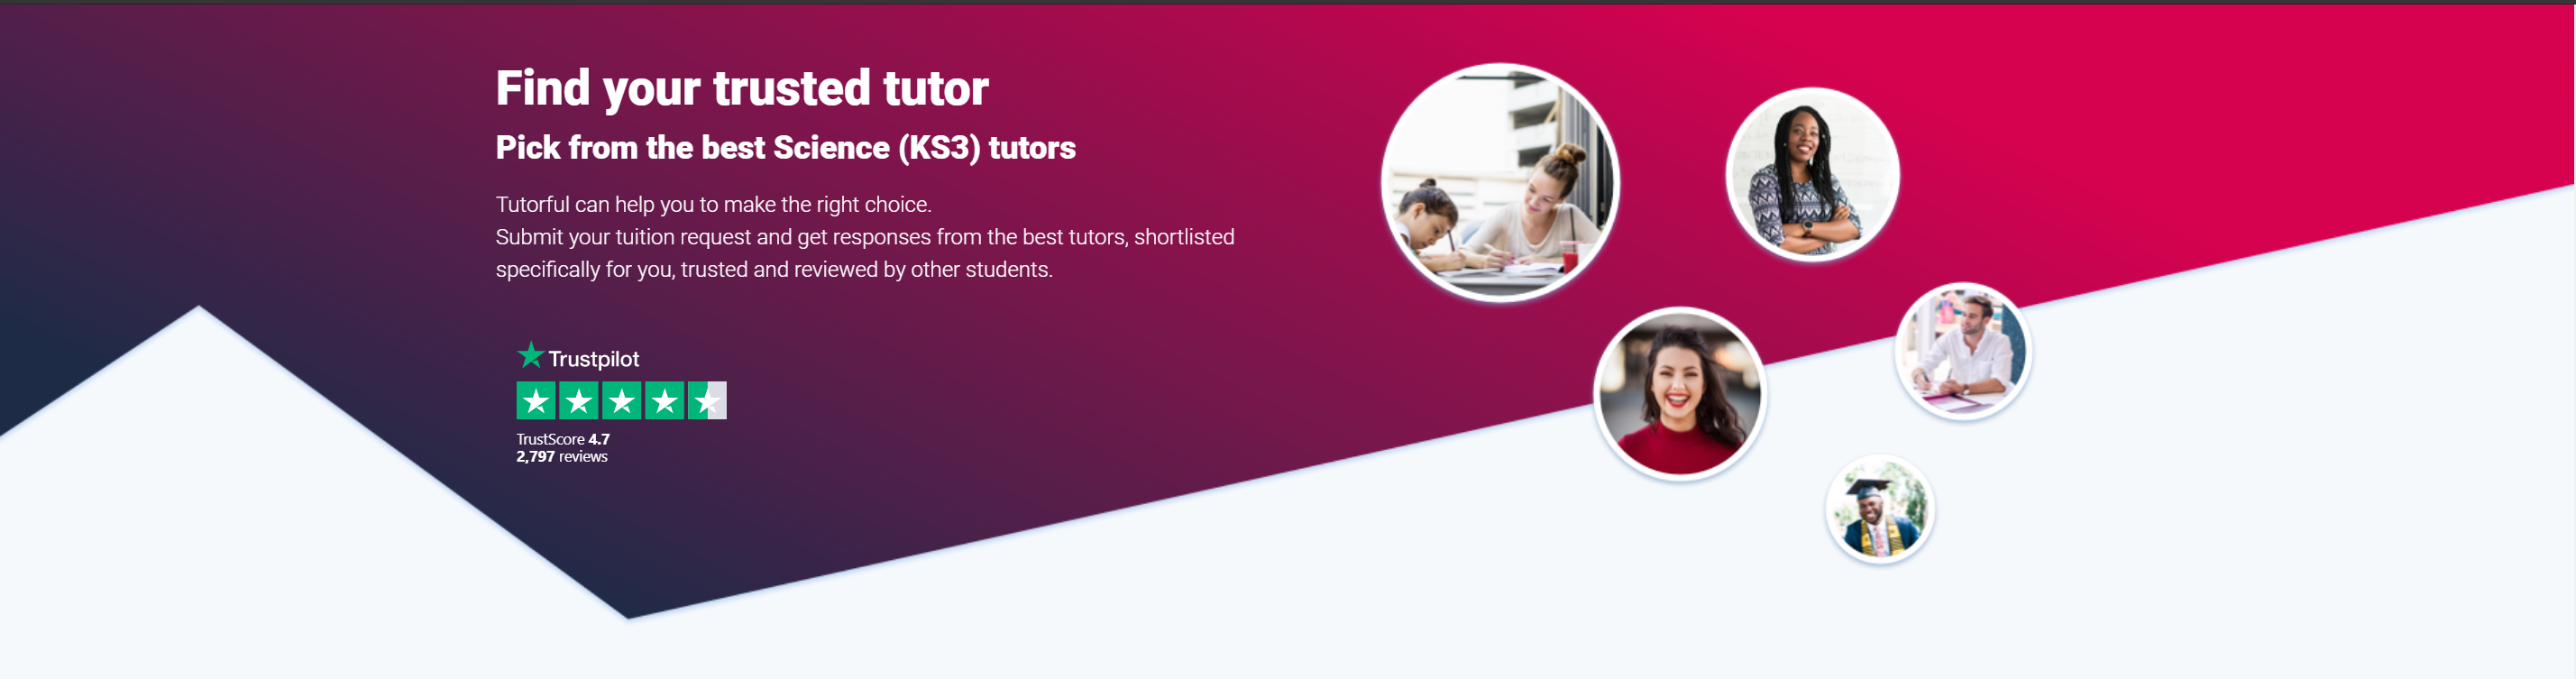 Find your trusted tutor
Pick from the best Science (KS3) tutors
Tutorful can help you to make the right choice.
Submit your tuition request and get responses from the best tutors, shortlisted
specifically for you, trusted and reviewed by other students.
Trustpilot
TrustScore 4.7
2,797 reviews